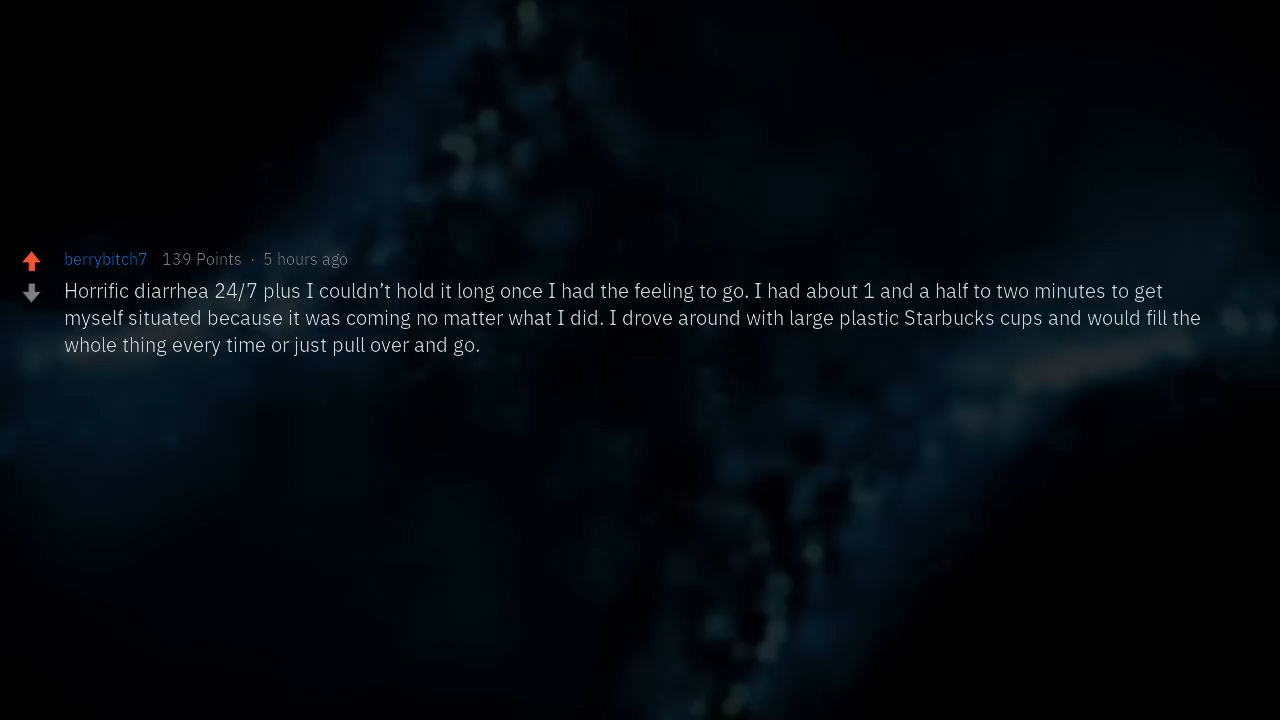 berrybitch7 139 Points · 5 hours ago
Horrific diarrhea 24/7 plus I couldn’t hold it long once I had the feeling to go. I had about 1 and a half to two minutes to get
myself situated because it was coming no matter what I did. I drove around with large plastic Starbucks cups and would fill the
whole thing every time or just pull over and go.